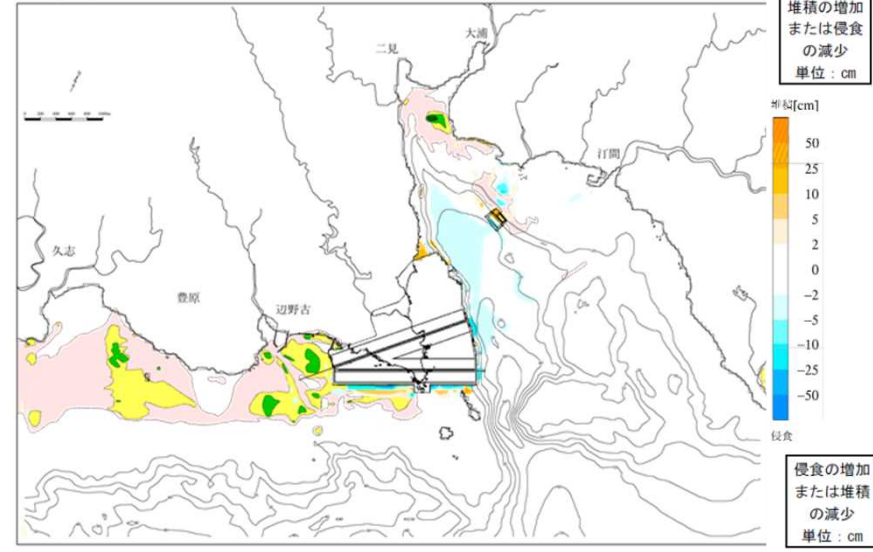 堆積の増加
または侵食
の減少
単位：㎝
大浦
二見
堆積[cm]
50
25
10
5
2
0
-2
-5
-10
-25
-50
侵食
汀間
久志
豊原
辺野古
侵食の増加
または堆積
の減少
単位：㎝